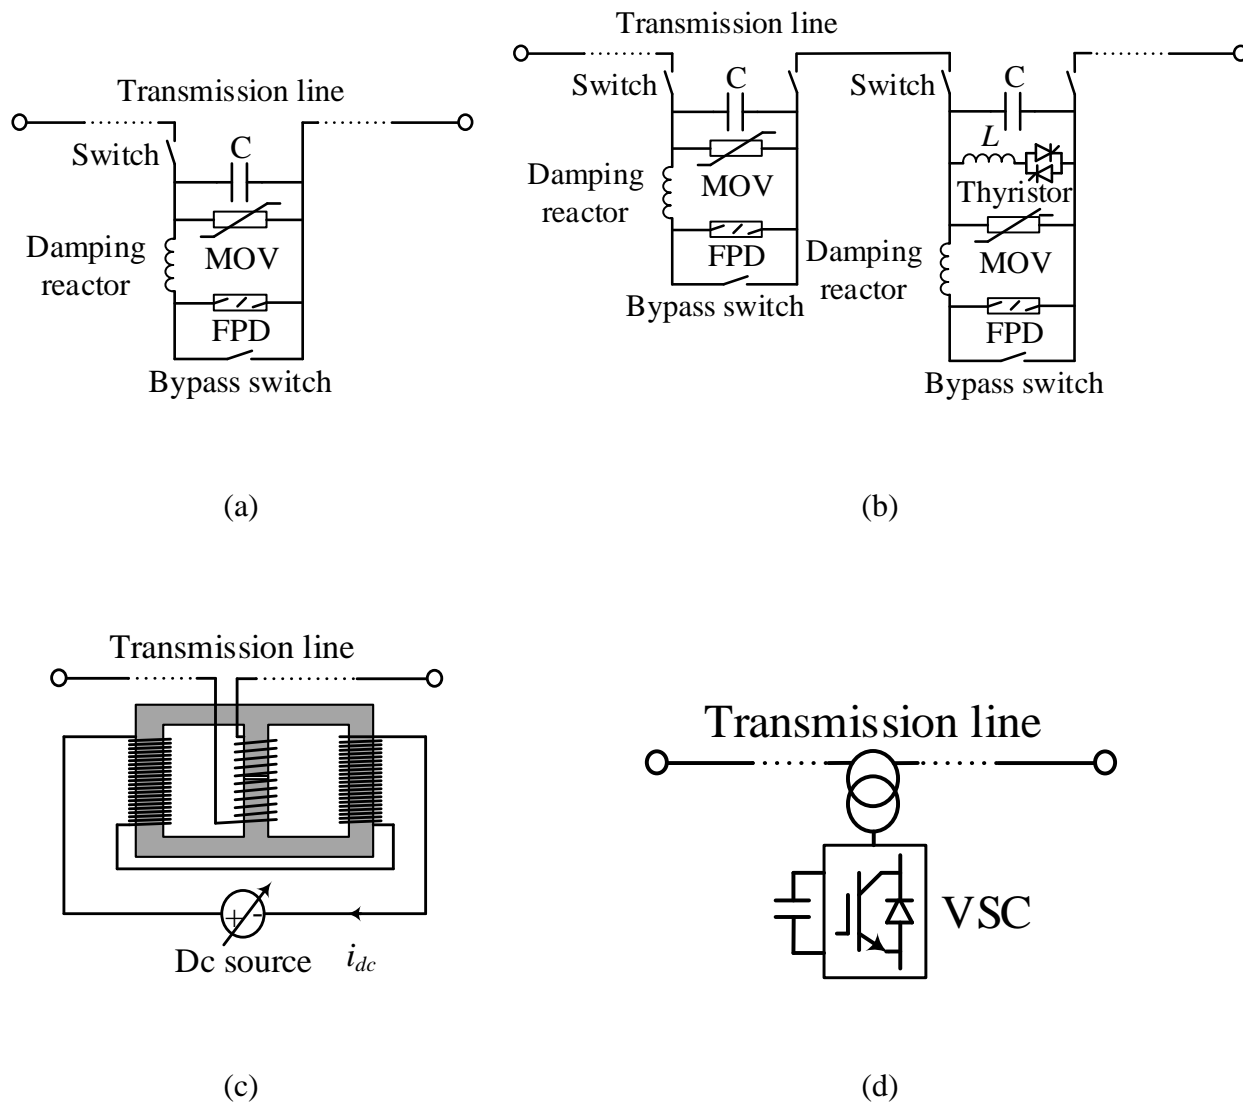 Transmission line
Switch
C
MOV
Damping
reactor
FPD
Bypass switch
(a)
Transmission line
Switch
C
MOV
Damping
reactor
FPD
Bypass switch
Switch
C
L
Thyristor
MOV
Damping
reactor
FPD
Bypass switch
(b)
Transmission line
+ -
Dc source
idc
(c)
Transmission line
VSC
(d)